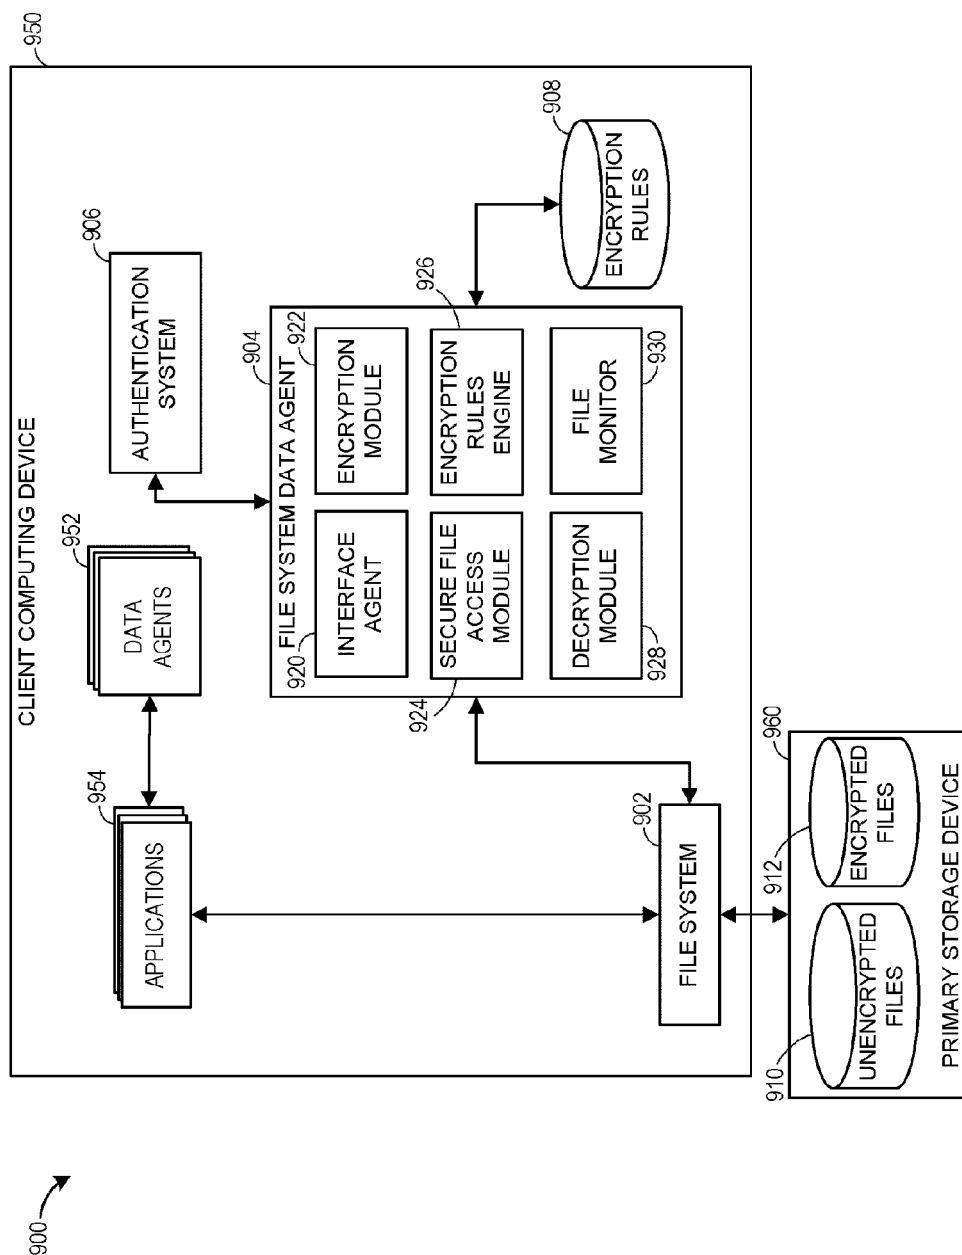 900
CLIENT COMPUTING DEVICE
950
954
APPLICATIONS
952
DATA
AGENTS
906
AUTHENTICATION
SYSTEM
FILE SYSTEM DATA AGENT
904
920
INTERFACE
AGENT
922
ENCRYPTION
MODULE
924
SECURE FILE
ACCESS
MODULE
926
ENCRYPTION
RULES
ENGINE
928
DECRYPTION
MODULE
930
FILE
MONITOR
908
ENCRYPTION
RULES
902
FILE SYSTEM
960
910
UNENCRYPTED
FILES
912
ENCRYPTED
FILES
PRIMARY STORAGE DEVICE